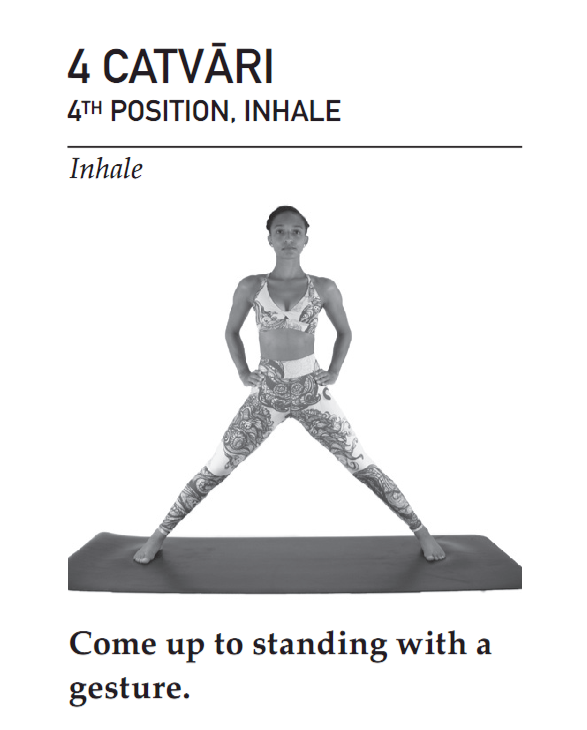 4 CATVĀRI
4TH POSITION, INHALE
Inhale
Come up to standing with a
gesture.